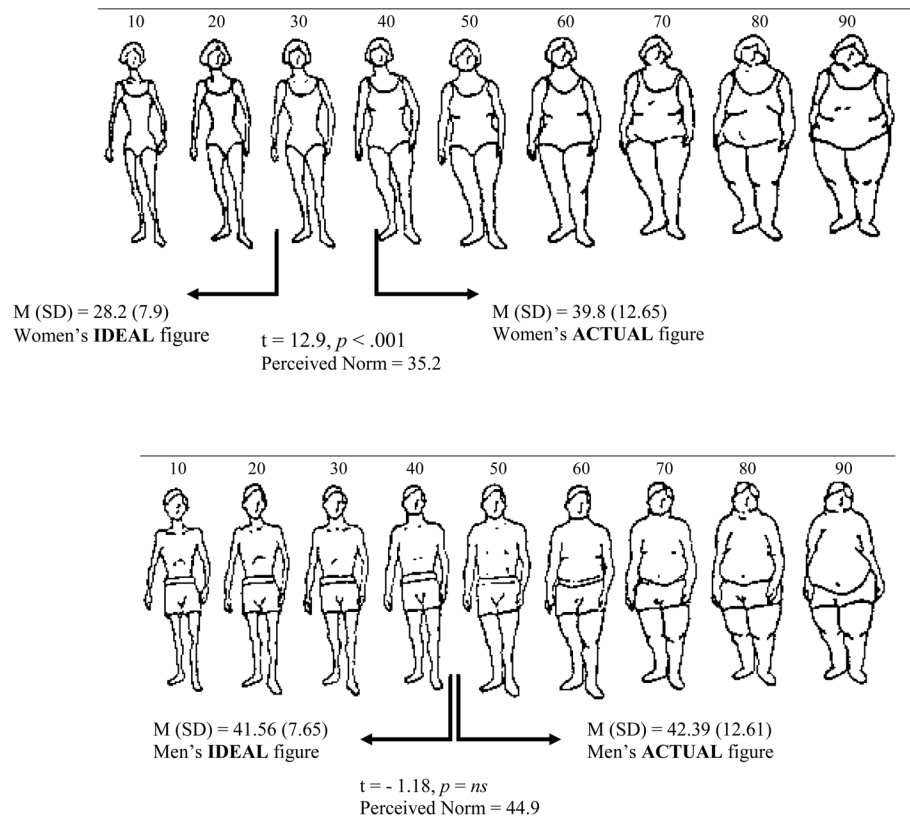 10 20 30 40 50 60 70 80 90
M (SD) = 28.2 (7.9)
Women's IDEAL figure
M (SD) = 39.8 (12.65)
Women's ACTUAL figure
t = 12.9, p < .001
Perceived Norm = 35.2
10 20 30 40 50 60 70 80 90
M (SD) = 41.56 (7.65)
Men's IDEAL figure
M (SD) = 42.39 (12.61)
Men's ACTUAL figure
t = - 1.18, p = ns
Perceived Norm = 44.9